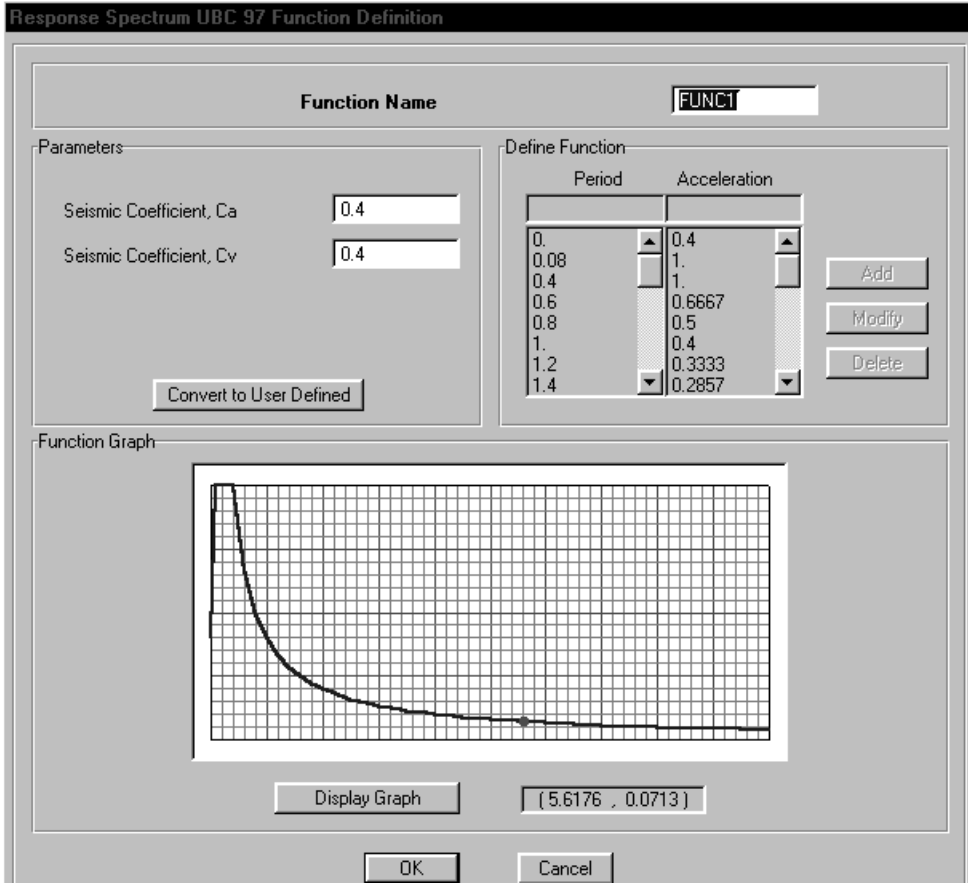 Response Spectrum UBC 97 Function Definition
Function Name FUNC1
Parameters
Seismic Coefficient, Ca 0.4
Seismic Coefficient, Cv 0.4
Convert to User Defined
Define Function
Period Acceleration
0. 0.4
0.08 1.
0.4 1.
0.6 0.6667
0.8 0.5
1. 0.4
1.2 0.3333
1.4 0.2857
Add
Modify
Delete
Function Graph
Display Graph (5.6176 , 0.0713)
OK Cancel